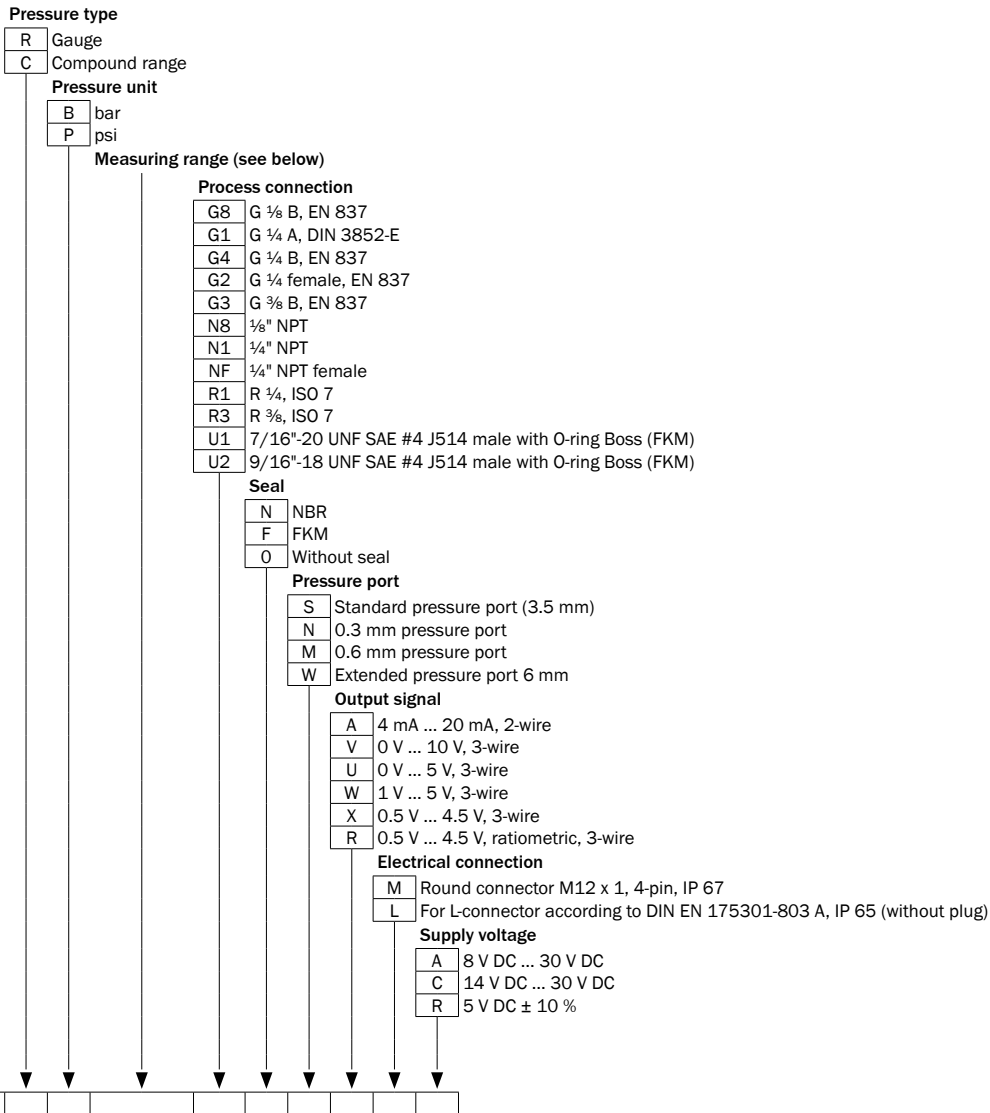 Pressure type
R Gauge
C Compound range
Pressure unit
B bar
P psi
Measuring range (see below)
Process connection
G8 G ⅛ B, EN 837
G1 G ¼ A, DIN 3852-E
G4 G ¼ B, EN 837
G2 G ¼ female, EN 837
G3 G ⅜ B, EN 837
N8 ⅛" NPT
N1 ¼" NPT
NF ¼" NPT female
R1 R ¼, ISO 7
R3 R ⅜, ISO 7
U1 7/16"-20 UNF SAE #4 J514 male with O-ring Boss (FKM)
U2 9/16"-18 UNF SAE #4 J514 male with O-ring Boss (FKM)
Seal
N NBR
F FKM
0 Without seal
Pressure port
S Standard pressure port (3.5 mm)
N 0.3 mm pressure port
M 0.6 mm pressure port
W Extended pressure port 6 mm
Output signal
A 4 mA ... 20 mA, 2-wire
V 0 V ... 10 V, 3-wire
U 0 V ... 5 V, 3-wire
W 1 V ... 5 V, 3-wire
X 0.5 V ... 4.5 V, 3-wire
R 0.5 V ... 4.5 V, ratiometric, 3-wire
Electrical connection
M Round connector M12 x 1, 4-pin, IP 67
L For L-connector according to DIN EN 175301-803 A, IP 65 (without plug)
Supply voltage
A 8 V DC ... 30 V DC
C 14 V DC ... 30 V DC
R 5 V DC ± 10 %